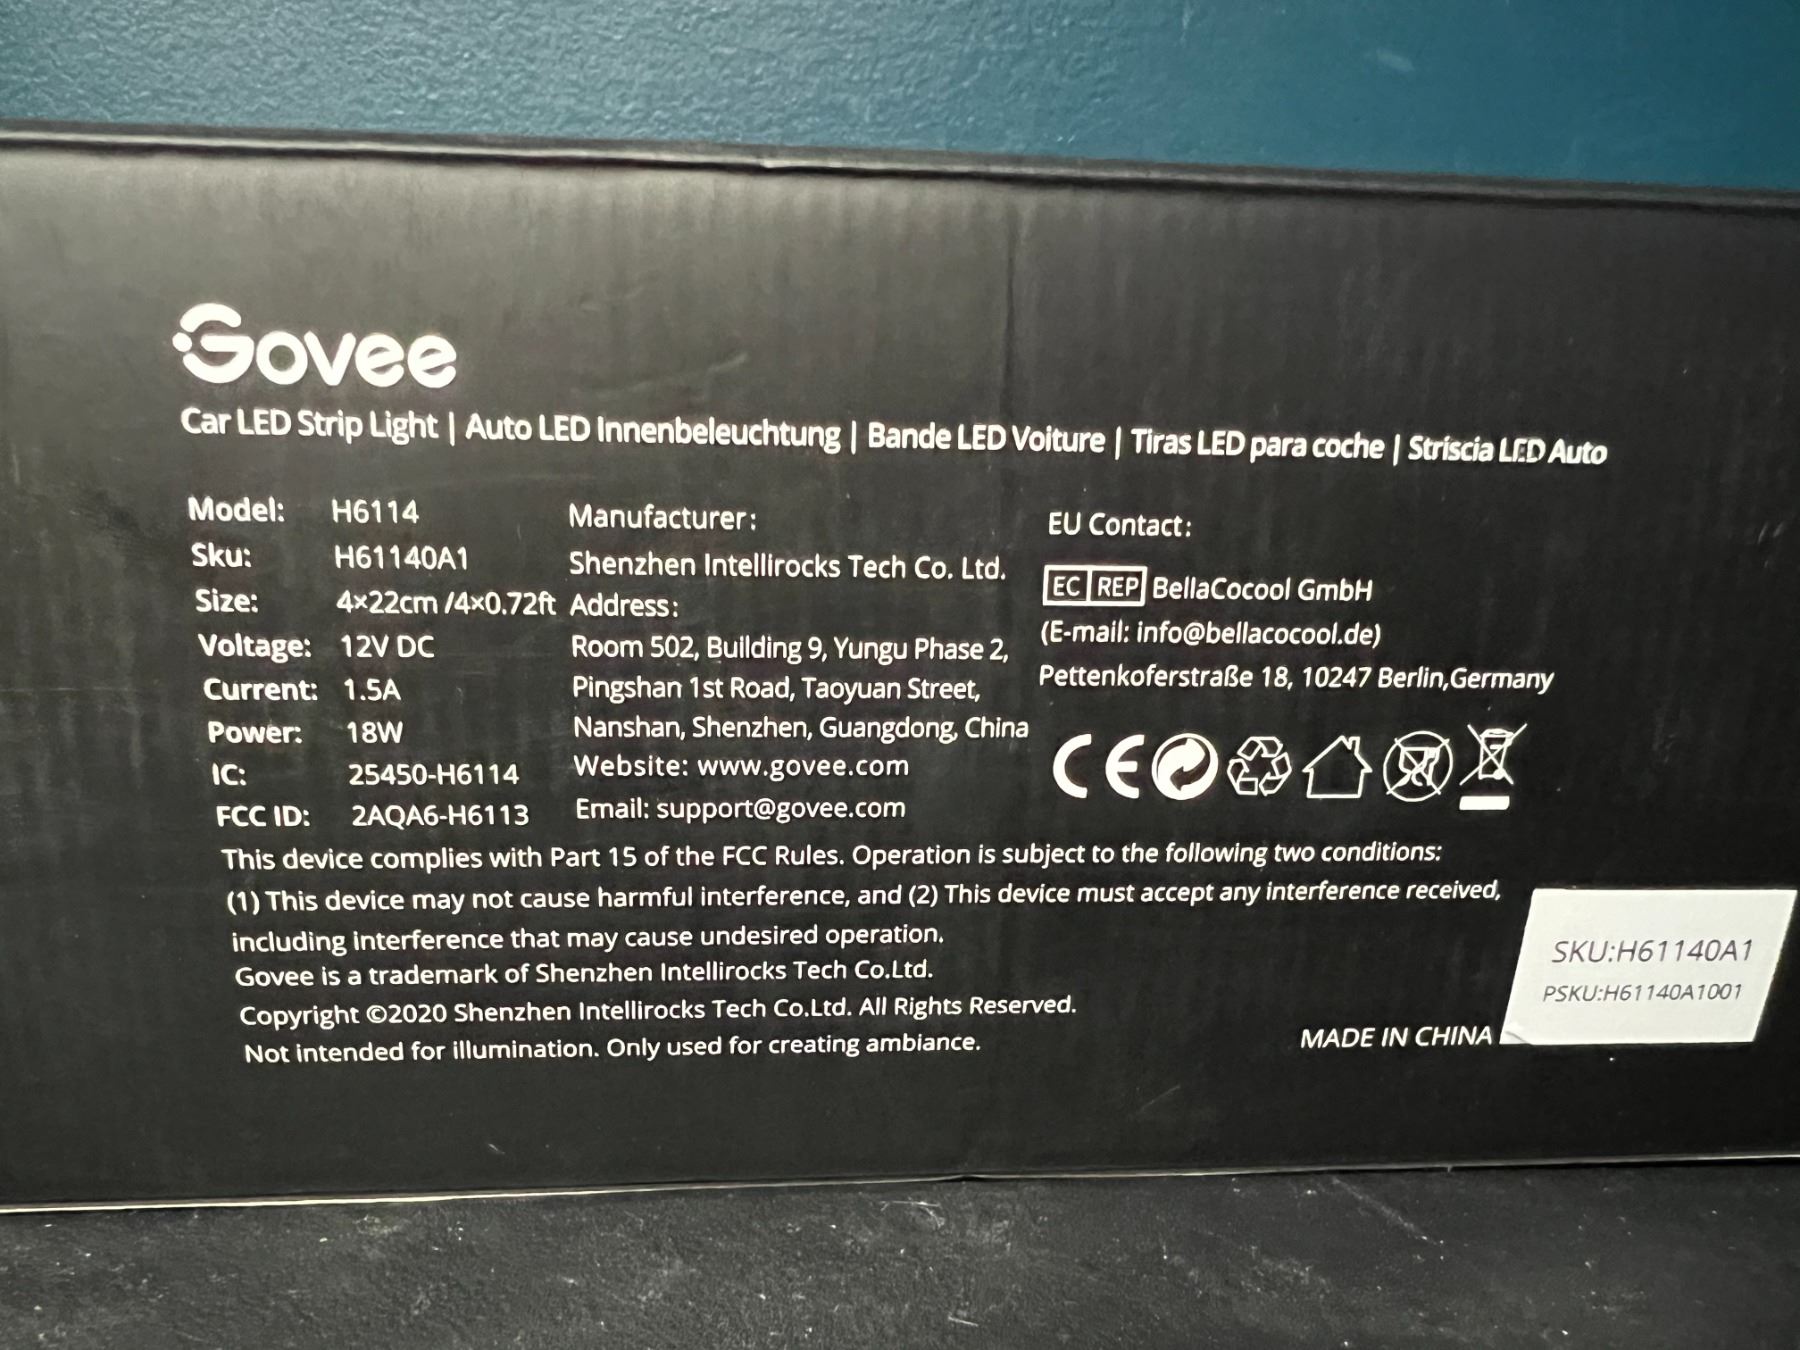 Govee
Car LED Strip Light | Auto LED Innenbeleuchtung | Bande LED Voiture | Tiras LED para coche | Striscia LED Auto
Model: H6114
Sku: H61140A1
Size: 4×22cm /4×0.72ft
Voltage: 12V DC
Current: 1.5A
Power: 18W
IC: 25450-H6114
FCC ID: 2AQA6-H6113
Manufacturer:
Shenzhen Intellirocks Tech Co. Ltd.
Address:
Room 502, Building 9, Yungu Phase 2,
Pingshan 1st Road, Taoyuan Street,
Nanshan, Shenzhen, Guangdong, China
Website: www.govee.com
Email: support@govee.com
EU Contact:
EC REP BellaCocool GmbH
(E-mail: info@bellacocool.de)
Pettenkoferstraße 18, 10247 Berlin,Germany
CE
This device complies with Part 15 of the FCC Rules. Operation is subject to the following two conditions:
(1) This device may not cause harmful interference, and (2) This device must accept any interference received,
including interference that may cause undesired operation.
Govee is a trademark of Shenzhen Intellirocks Tech Co.Ltd.
Copyright ©2020 Shenzhen Intellirocks Tech Co.Ltd. All Rights Reserved.
Not intended for illumination. Only used for creating ambiance.
MADE IN CHINA
SKU:H61140A1
PSKU:H61140A1001